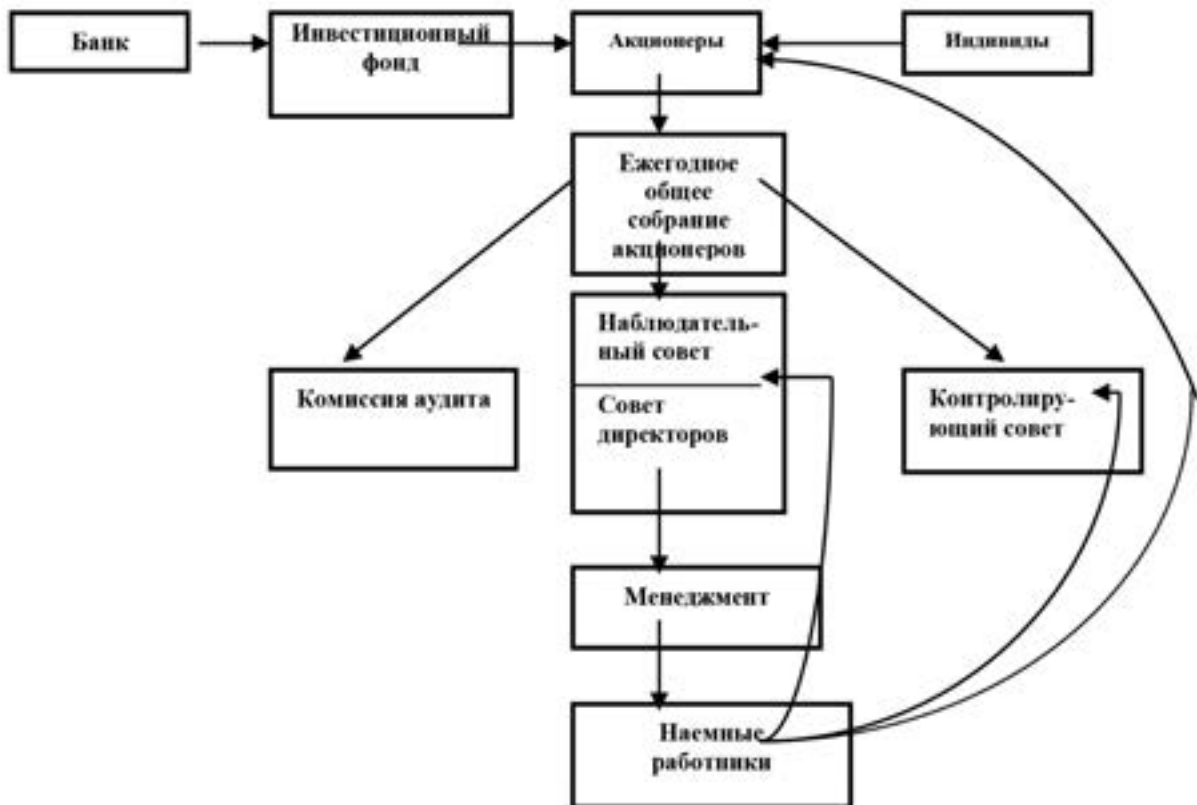 Банк
Инвестиционный
фонд
Акционеры
Индивиды
Ежегодное
общее
собрание
акционеров
Наблюдатель-
ный совет
Совет
директоров
Комиссия аудита
Контролиру-
ющий совет
Менеджмент
Наемные
работники